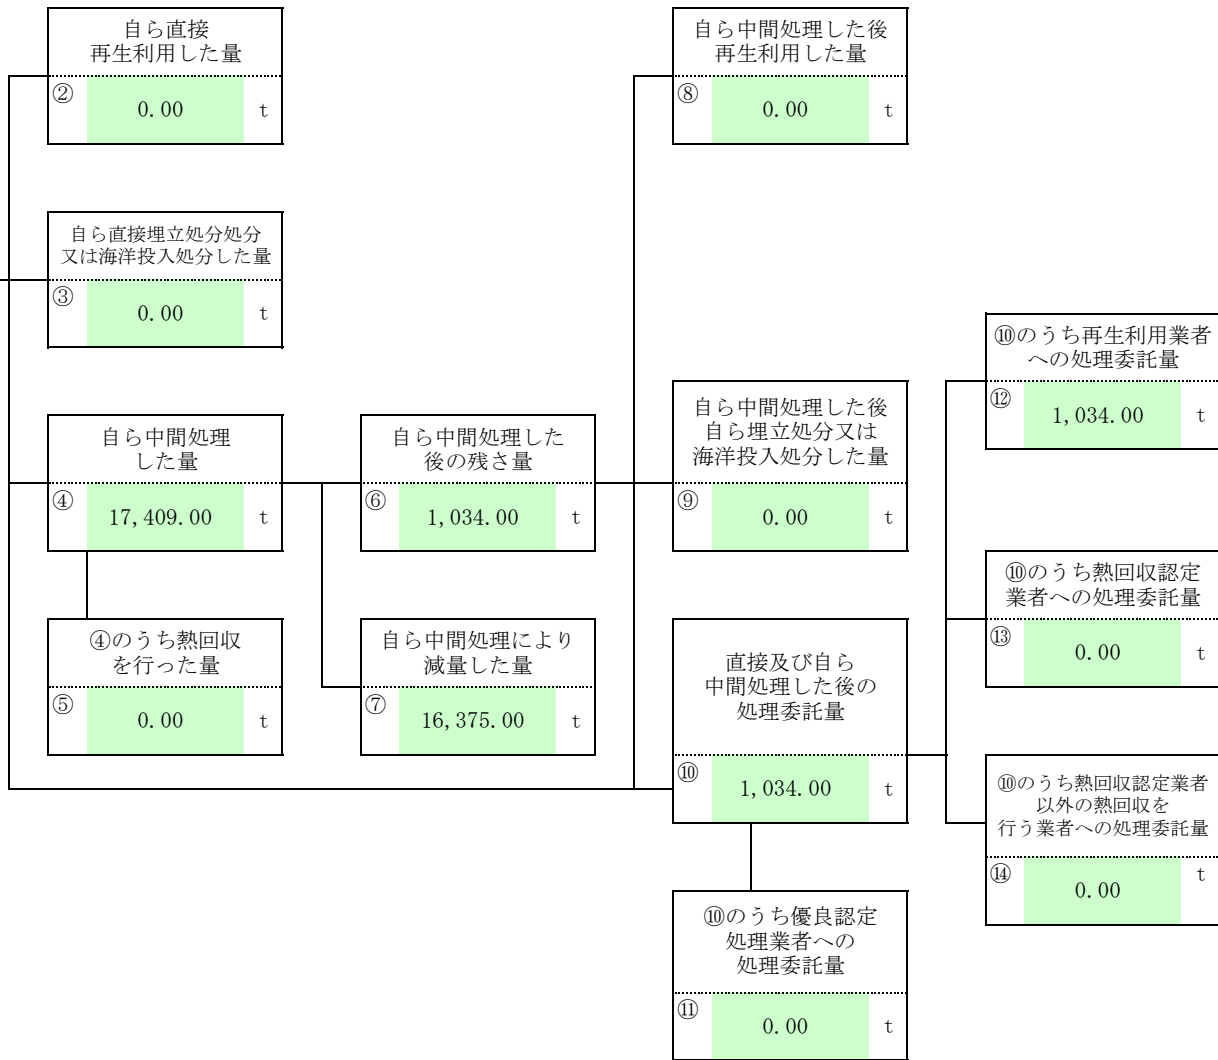 自ら直接
再生利用した量
② 0.00 t
自ら直接埋立処分処分
又は海洋投入処分した量
③ 0.00 t
自ら中間処理
した量
④ 17,409.00 t
④のうち熱回収
を行った量
⑤ 0.00 t
自ら中間処理した
後の残さ量
⑥ 1,034.00 t
自ら中間処理により
減量した量
⑦ 16,375.00 t
自ら中間処理した後
再生利用した量
⑧ 0.00 t
自ら中間処理した後
自ら埋立処分又は
海洋投入処分した量
⑨ 0.00 t
直接及び自ら
中間処理した後の
処理委託量
⑩ 1,034.00 t
⑩のうち優良認定
処理業者への
処理委託量
⑪ 0.00 t
⑩のうち再生利用業者
への処理委託量
⑫ 1,034.00 t
⑩のうち熱回収認定
業者への処理委託量
⑬ 0.00 t
⑩のうち熱回収認定業者
以外の熱回収を
行う業者への処理委託量
⑭ 0.00 t